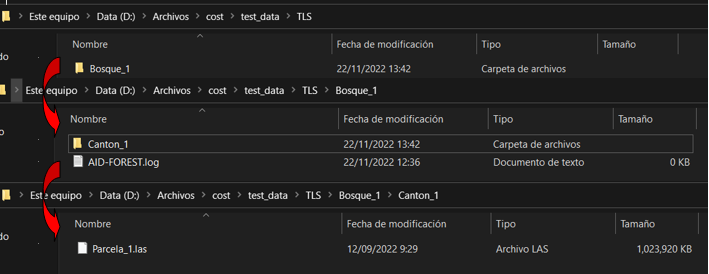 Este equipo > Data (D:) > Archivos > cost > test_data > TLS
Nombre Fecha de modificación Tipo Tamaño
Bosque_1 22/11/2022 13:42 Carpeta de archivos
Este equipo > Data (D:) > Archivos > cost > test_data > TLS > Bosque_1
Nombre Fecha de modificación Tipo Tamaño
Canton_1 22/11/2022 13:42 Carpeta de archivos
AID-FOREST.log 22/11/2022 12:36 Documento de texto 0 KB
Este equipo > Data (D:) > Archivos > cost > test_data > TLS > Bosque_1 > Canton_1
Nombre Fecha de modificación Tipo Tamaño
Parcela_1.las 12/09/2022 9:29 Archivo LAS 1,023,920 KB